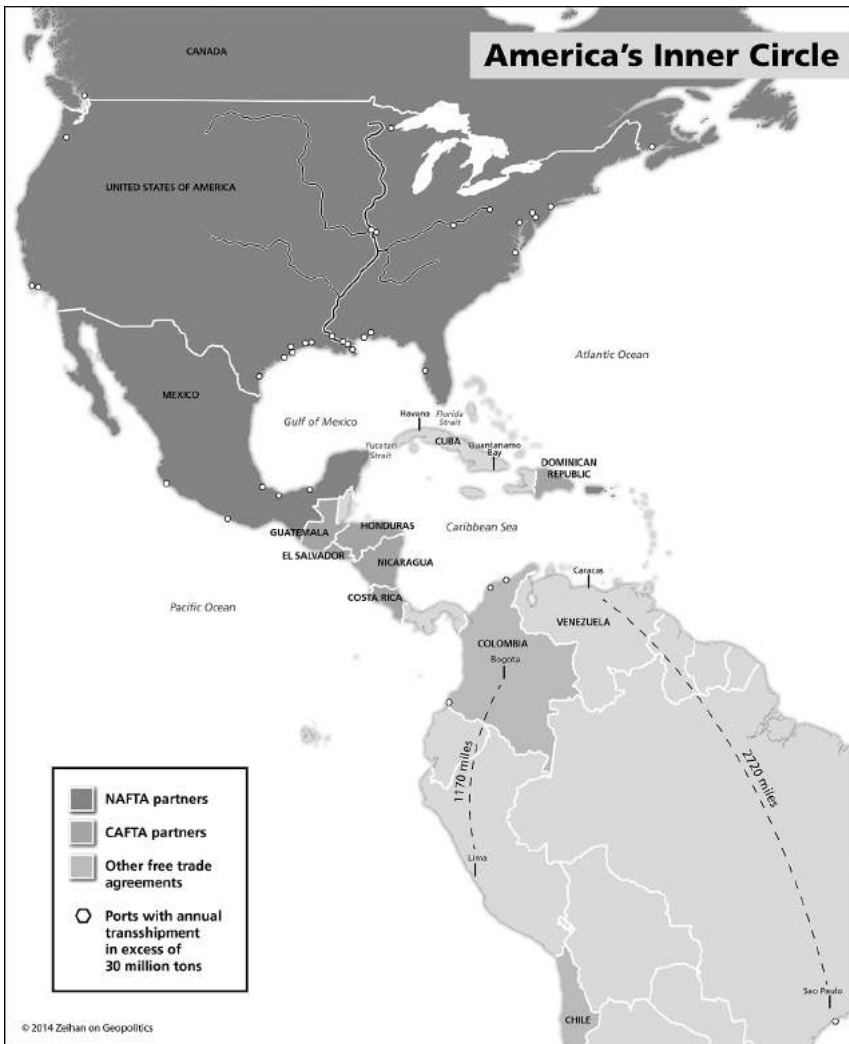 America's Inner Circle
CANADA
UNITED STATES OF AMERICA
Atlantic Ocean
MEXICO
Gulf of Mexico
Havana
Florida
Strait
Yucatan
Strait
CUBA
Guantanamo
Bay
DOMINICAN
REPUBLIC
GUATEMALA
HONDURAS
Caribbean Sea
EL SALVADOR
NICARAGUA
COSTA RICA
Pacific Ocean
Caracas
VENEZUELA
COLOMBIA
Bogota
1170 miles
2720 miles
Lima
Sao Paulo
CHILE
NAFTA partners
CAFTA partners
Other free trade
agreements
Ports with annual
transshipment
in excess of
30 million tons
© 2014 Zeihan on Geopolitics